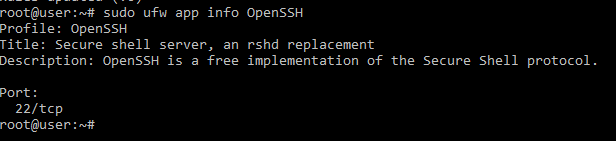 root@user:~# sudo ufw app info OpenSSH
Profile: OpenSSH
Title: Secure shell server, an rshd replacement
Description: OpenSSH is a free implementation of the Secure Shell protocol.
Port:
22/tcp
root@user:~#